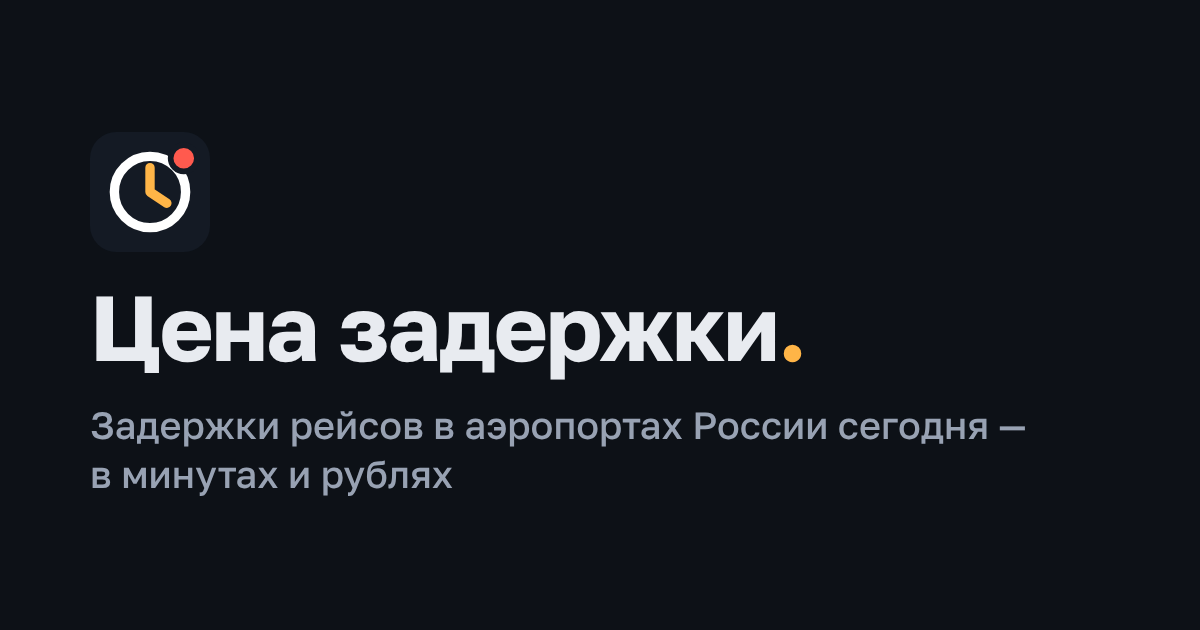 Цена задержки.
Задержки рейсов в аэропортах России сегодня —
в минутах и рублях